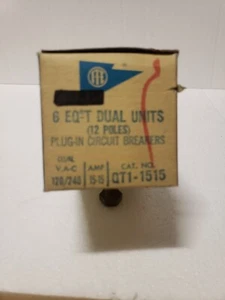 6 EQ-T DUAL UNITS
(12 POLES)
PLUG-IN CIRCUIT BREAKERS
DUAL
V.A.C AMP. CAT. NO.
120/240 15-15 QT1-1515